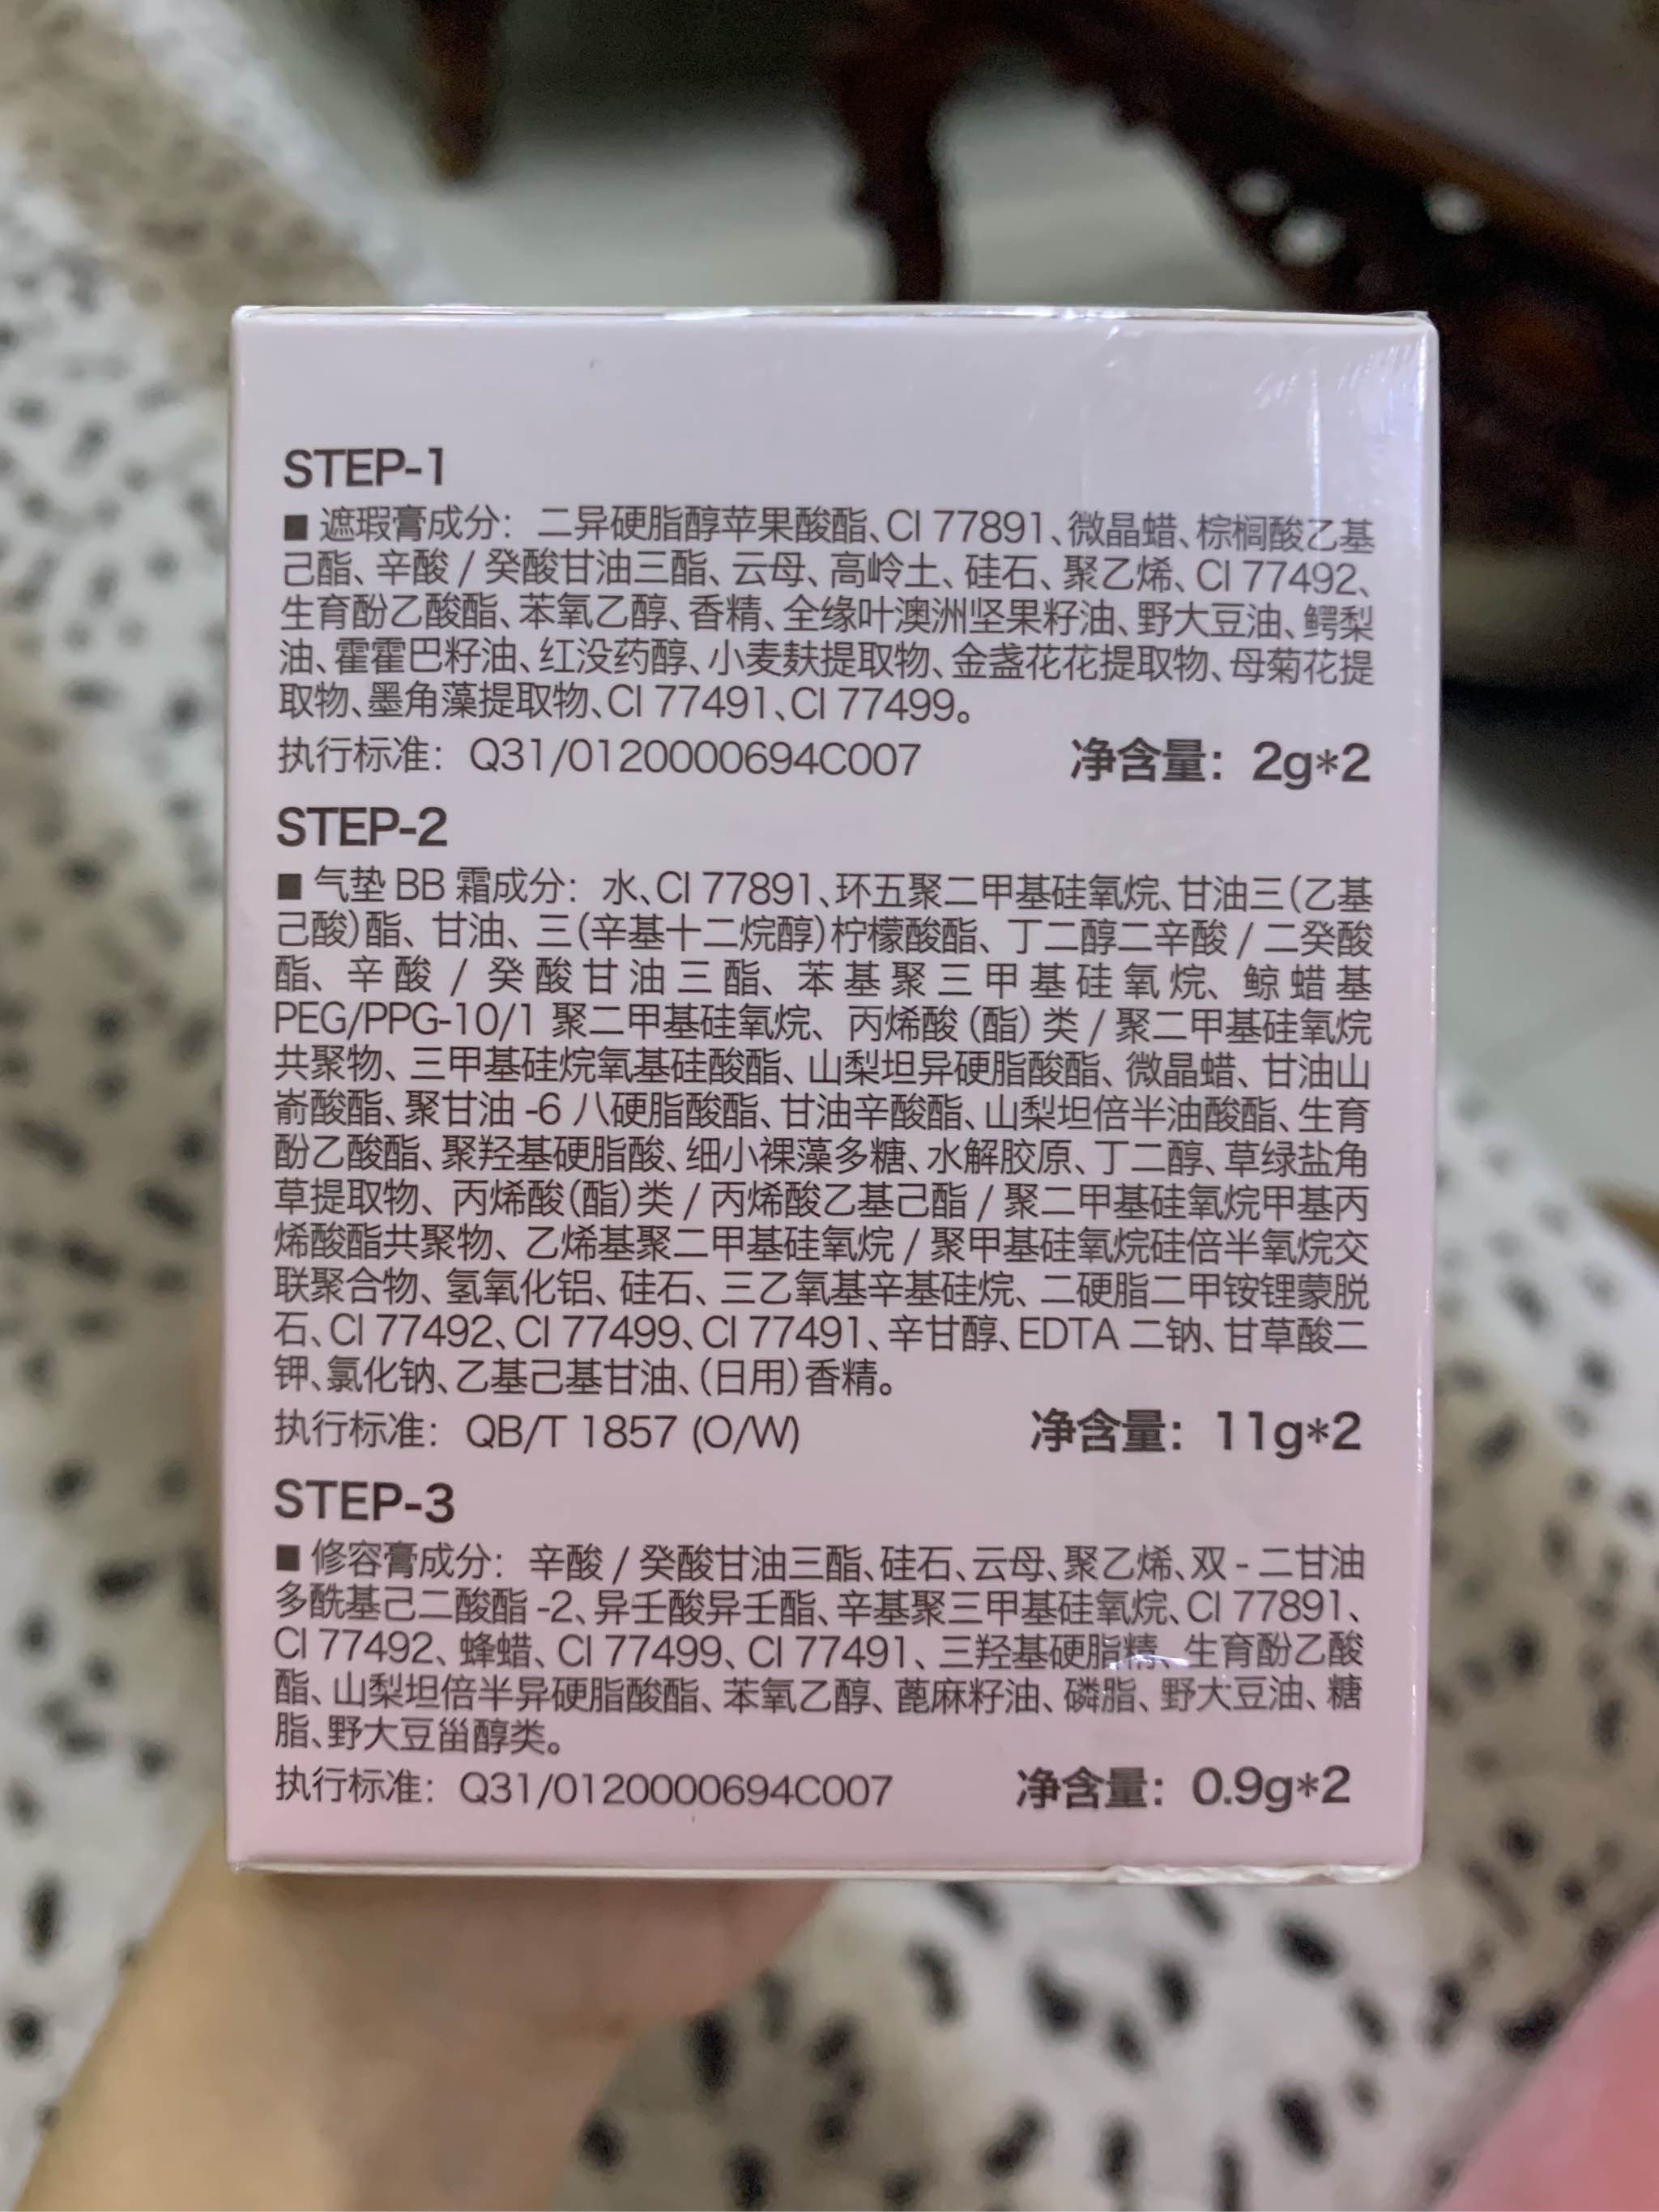 STEP-1
■ 遮瑕膏成分：二异硬脂醇苹果酸酯、CI 77891、微晶蜡、棕榈酸乙基
己酯、辛酸 / 癸酸甘油三酯、云母、高岭土、硅石、聚乙烯、CI 77492、
生育酚乙酸酯、苯氧乙醇、香精、全缘叶澳洲坚果籽油、野大豆油、鳄梨
油、霍霍巴籽油、红没药醇、小麦麸提取物、金盏花花提取物、母菊花提
取物、墨角藻提取物、CI 77491、CI 77499。
执行标准：Q31/0120000694C007 净含量：2g*2
STEP-2
■ 气垫 BB 霜成分：水、CI 77891、环五聚二甲基硅氧烷、甘油三（乙基
己酸）酯、甘油、三（辛基十二烷醇）柠檬酸酯、丁二醇二辛酸 / 二癸酸
酯、辛酸 / 癸酸甘油三酯、苯基聚三甲基硅氧烷、鲸蜡基
PEG/PPG-10/1 聚二甲基硅氧烷、丙烯酸（酯）类 / 聚二甲基硅氧烷
共聚物、三甲基硅烷氧基硅酸酯、山梨坦异硬脂酸酯、微晶蜡、甘油山
嵛酸酯、聚甘油 -6 八硬脂酸酯、甘油辛酸酯、山梨坦倍半油酸酯、生育
酚乙酸酯、聚羟基硬脂酸、细小裸藻多糖、水解胶原、丁二醇、草绿盐角
草提取物、丙烯酸（酯）类 / 丙烯酸乙基己酯 / 聚二甲基硅氧烷甲基丙
烯酸酯共聚物、乙烯基聚二甲基硅氧烷 / 聚甲基硅氧烷硅倍半氧烷交
联聚合物、氢氧化铝、硅石、三乙氧基辛基硅烷、二硬脂二甲铵锂蒙脱
石、CI 77492、CI 77499、CI 77491、辛甘醇、EDTA 二钠、甘草酸二
钾、氯化钠、乙基己基甘油、（日用）香精。
执行标准：QB/T 1857 (O/W) 净含量：11g*2
STEP-3
■ 修容膏成分：辛酸 / 癸酸甘油三酯、硅石、云母、聚乙烯、双 - 二甘油
多酰基己二酸酯 -2、异壬酸异壬酯、辛基聚三甲基硅氧烷、CI 77891、
CI 77492、蜂蜡、CI 77499、CI 77491、三羟基硬脂精、生育酚乙酸
酯、山梨坦倍半异硬脂酸酯、苯氧乙醇、蓖麻籽油、磷脂、野大豆油、糖
脂、野大豆甾醇类。
执行标准：Q31/0120000694C007 净含量：0.9g*2